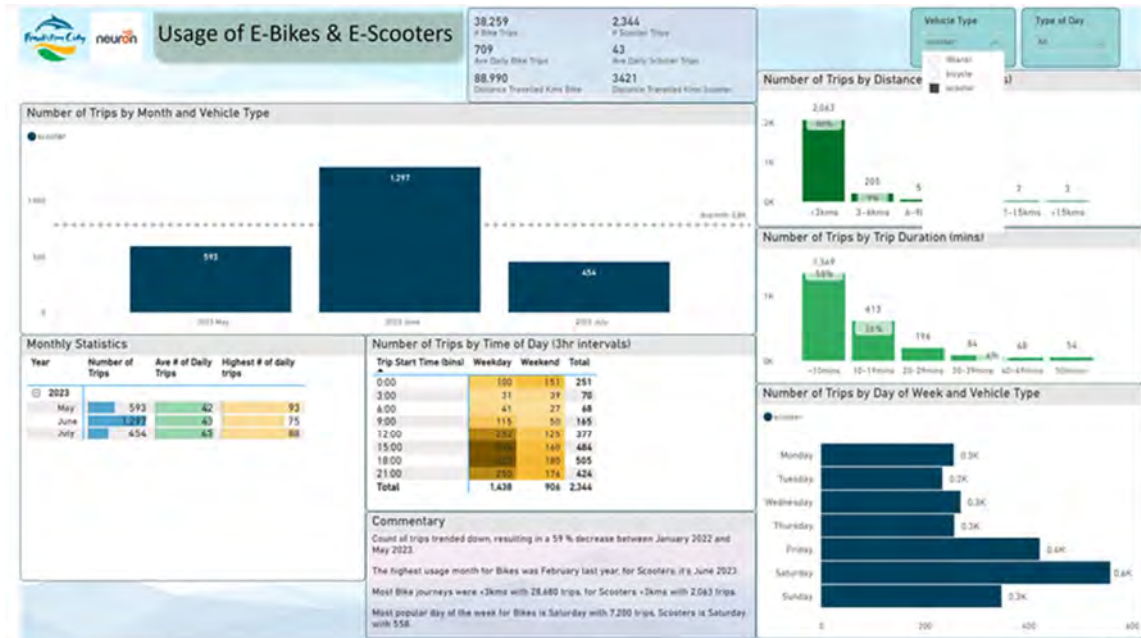 neuron
Usage of E-Bikes & E-Scooters
38,259
# Bike Trips
2,344
# Scooter Trips
709
Ave Daily Bike Trips
43
Ave Daily Scooter Trips
88,990
Distance Travelled Kms Bike
3421
Distance Travelled Kms Scooter
Vehicle Type
scooter
bicycle
scooter
Type of Day
All
Number of Trips by Month and Vehicle Type
scooter
1,000
500
0
593
1,297
454
2023 May
2023 June
2023 July
Number of Trips by Distance
2K
1K
0K
2,063
205
9%
5
2
3
<3kms
3-6kms
<15kms
Number of Trips by Trip Duration (mins)
1K
0K
1,369
58%
413
196
84
4%
68
54
<10mins
10-19mins
20-29mins
30-39mins
40-49mins
Monthly Statistics
Year
Number of Trips
Ave # of Daily Trips
Highest # of daily trips
2023
May 593 42 93
June 1,297 43 75
July 454
Number of Trips by Time of Day (3hr intervals)
Trip Start Time (bins) Weekday Weekend Total
0:00 100 151 251
3:00 31 39 70
6:00 41 27 68
9:00 115 50 165
12:00 252 125 377
15:00 160 484
18:00 180 505
21:00 250 174 424
Total 1,438 906 2,344
Commentary
Count of trips trended down, resulting in a 59 % decrease between January 2022 and
May 2023.
The highest usage month for Bikes was February last year, for Scooters, it's June 2023.
Most Bike journeys were <3kms with 28,680 trips, for Scooters <3kms with 2,063 trips.
Most popular day of the week for Bikes is Saturday with 7,200 trips, Scooters is Saturday
with 558.
Number of Trips by Day of Week and Vehicle Type
scooter
Monday 0.3K
Tuesday 0.2K
Wednesday 0.3K
Thursday 0.3K
Friday 0.4K
Saturday 0.6K
Sunday 0.3K
0 200 400 600